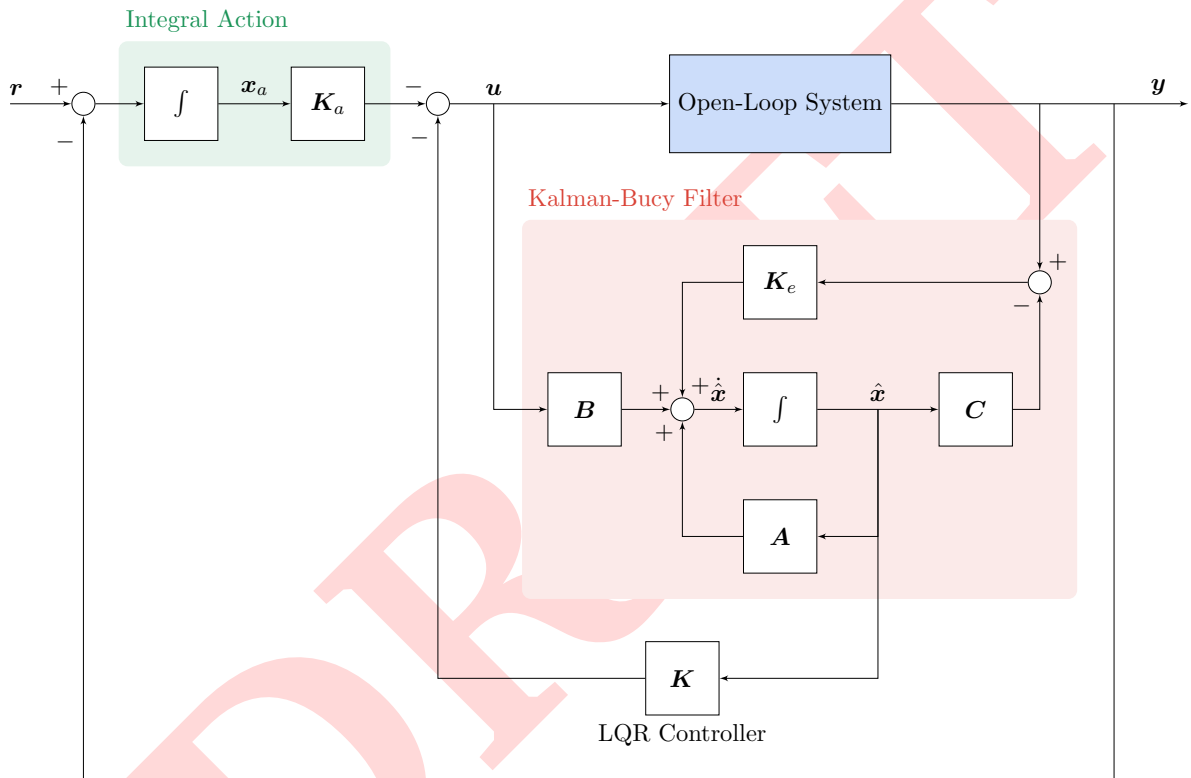 Integral Action
r + − ∫ x_a K_a − − u Open-Loop System y
Kalman-Bucy Filter
K_e + −
B + + + ẋ̂ ∫ x̂ C
A
K
LQR Controller
DRAFT